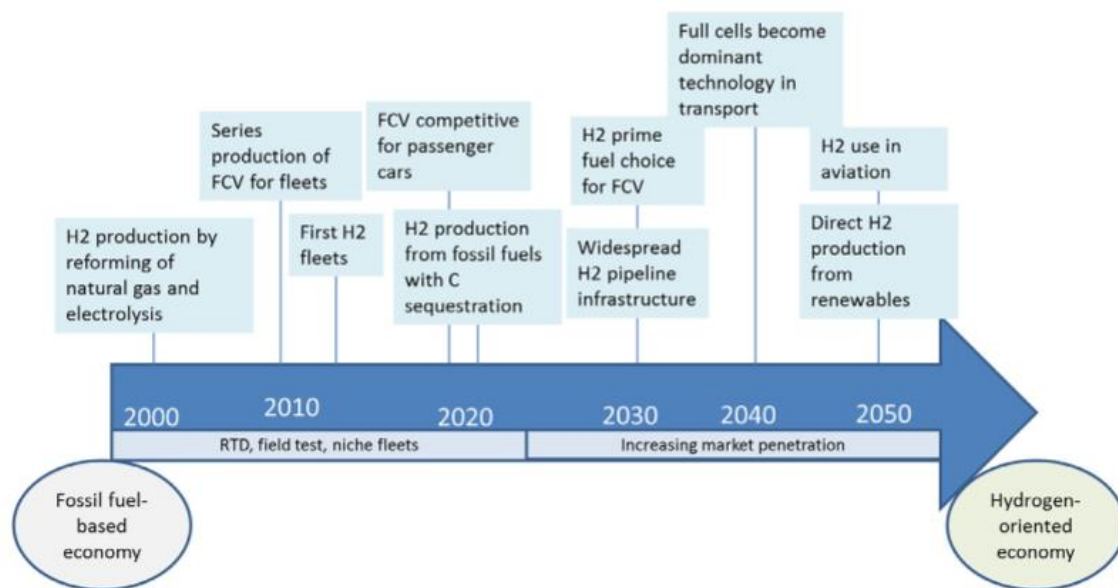 Full cells become
dominant
technology in
transport
Series
production of
FCV for fleets
FCV competitive
for passenger
cars
H2 prime
fuel choice
for FCV
H2 use in
aviation
H2 production by
reforming of
natural gas and
electrolysis
First H2
fleets
H2 production
from fossil fuels
with C
sequestration
Widespread
H2 pipeline
infrastructure
Direct H2
production
from
renewables
2000
2010
2020
2030
2040
2050
RTD, field test, niche fleets
Increasing market penetration
Fossil fuel-
based
economy
Hydrogen-
oriented
economy